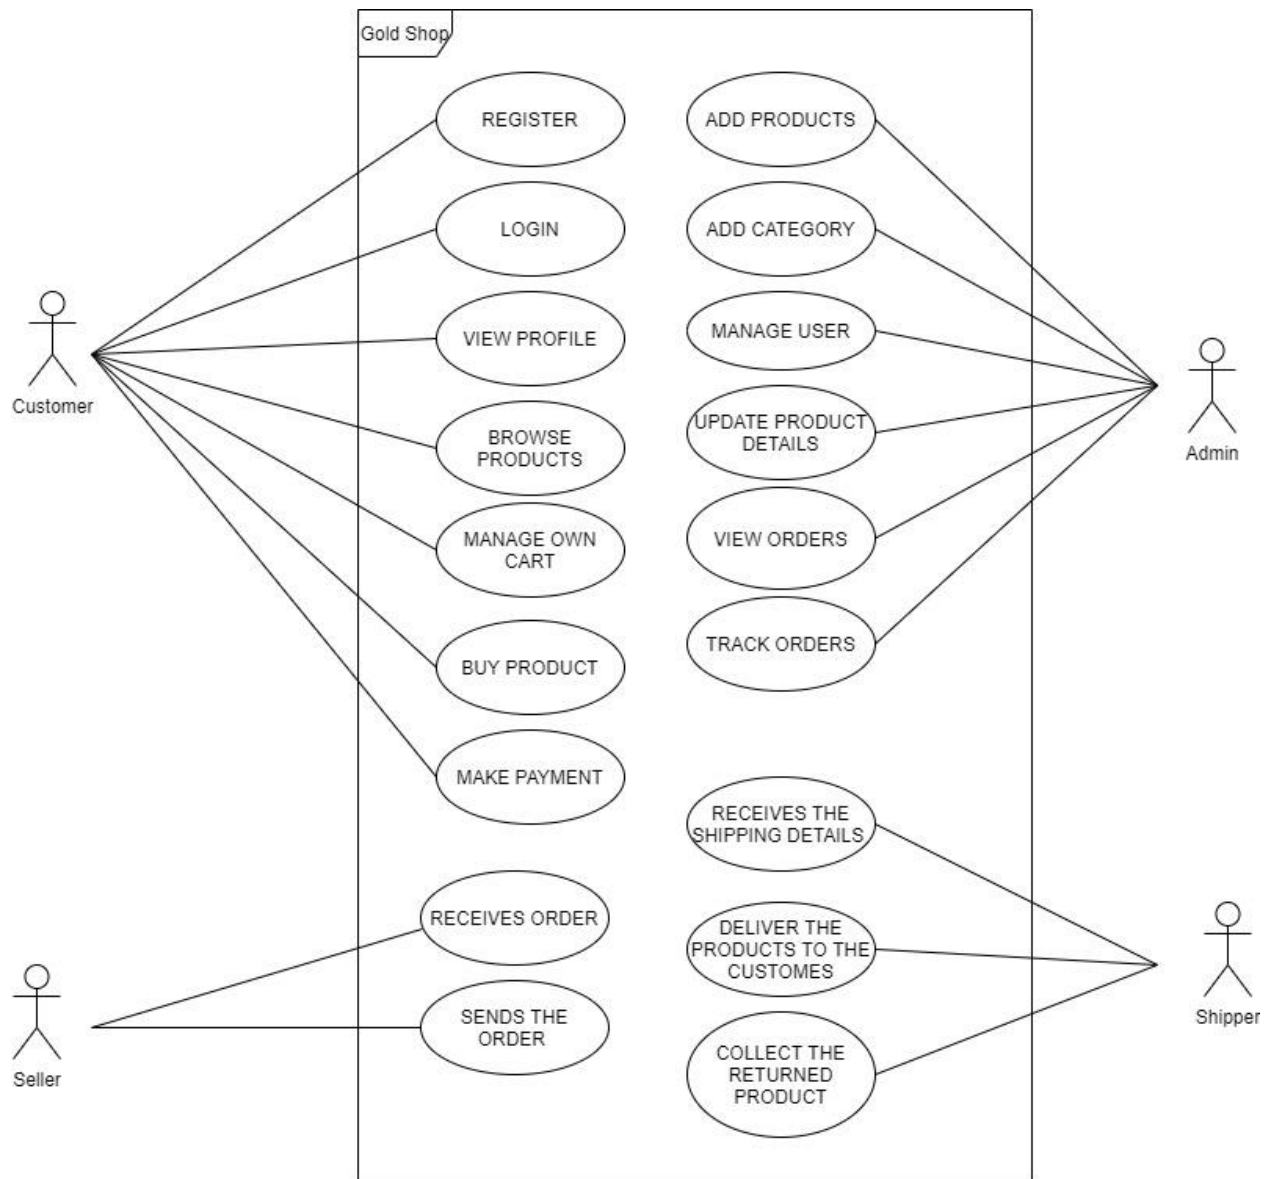 Gold Shop
REGISTER
LOGIN
VIEW PROFILE
BROWSE
PRODUCTS
MANAGE OWN
CART
BUY PRODUCT
MAKE PAYMENT
RECEIVES ORDER
SENDS THE
ORDER
ADD PRODUCTS
ADD CATEGORY
MANAGE USER
UPDATE PRODUCT
DETAILS
VIEW ORDERS
TRACK ORDERS
RECEIVES THE
SHIPPING DETAILS
DELIVER THE
PRODUCTS TO THE
CUSTOMES
COLLECT THE
RETURNED
PRODUCT
Customer
Seller
Admin
Shipper